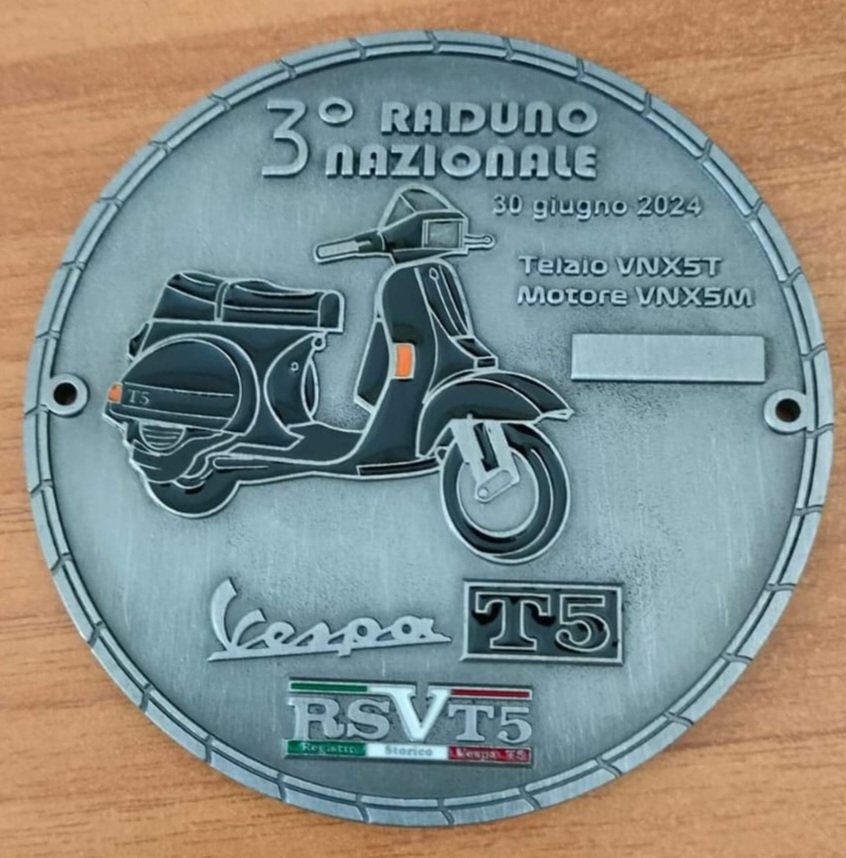 3° RADUNO
NAZIONALE
30 giugno 2024
Telaio VNX5T
Motore VNX5M
T5
Vespa T5
RSVT5
Registro Storico Vespa T5